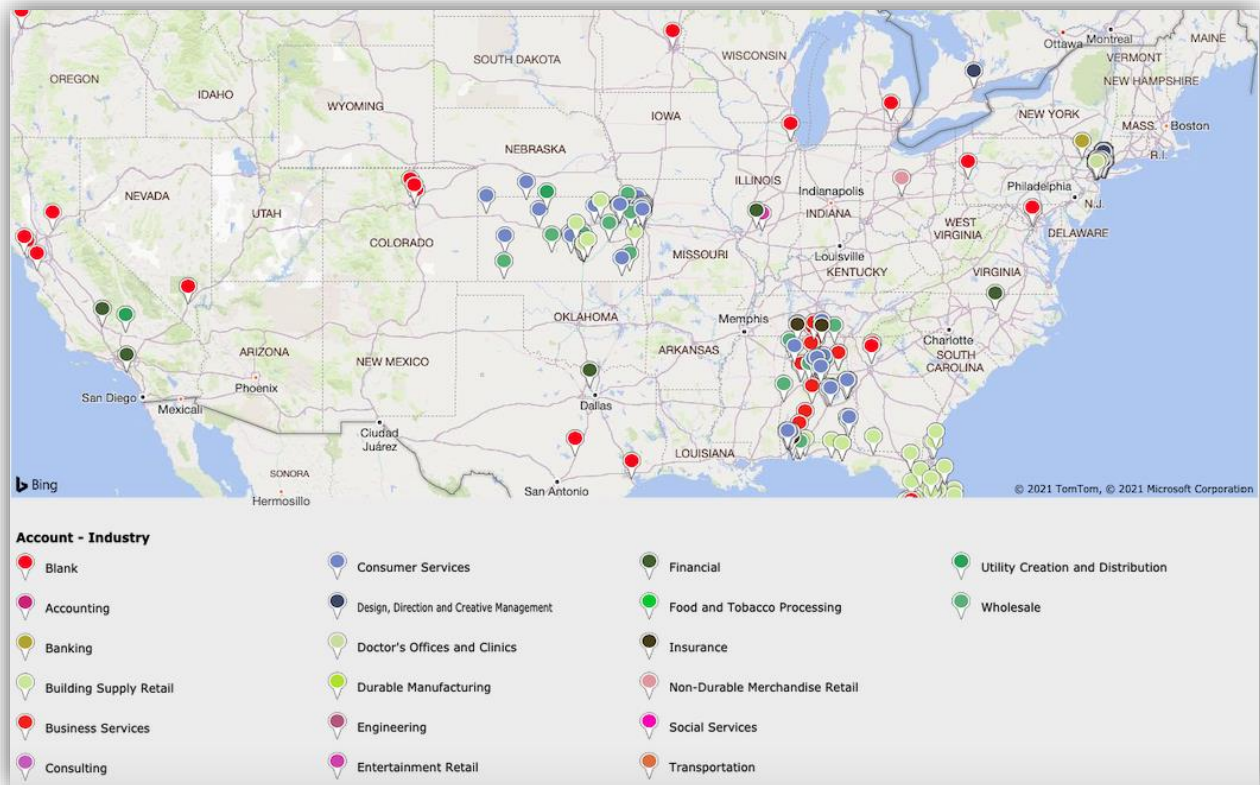 Ottawa
Montreal
MAINE
VERMONT
NEW HAMPSHIRE
WISCONSIN
SOUTH DAKOTA
OREGON
IDAHO
WYOMING
IOWA
NEW YORK
MASS.
Boston
R.I.
NEBRASKA
ILLINOIS
Indianapolis
Philadelphia
N.J.
NEVADA
UTAH
INDIANA
WEST
VIRGINIA
DELAWARE
COLORADO
MISSOURI
Louisville
KENTUCKY
VIRGINIA
OKLAHOMA
Memphis
Charlotte
SOUTH
CAROLINA
ARIZONA
NEW MEXICO
ARKANSAS
Phoenix
San Diego
Mexicali
Dallas
Ciudad
Juárez
LOUISIANA
SONORA
Hermosillo
San Antonio
Bing
© 2021 TomTom, © 2021 Microsoft Corporation
Account - Industry
Blank
Accounting
Banking
Building Supply Retail
Business Services
Consulting
Consumer Services
Design, Direction and Creative Management
Doctor's Offices and Clinics
Durable Manufacturing
Engineering
Entertainment Retail
Financial
Food and Tobacco Processing
Insurance
Non-Durable Merchandise Retail
Social Services
Transportation
Utility Creation and Distribution
Wholesale